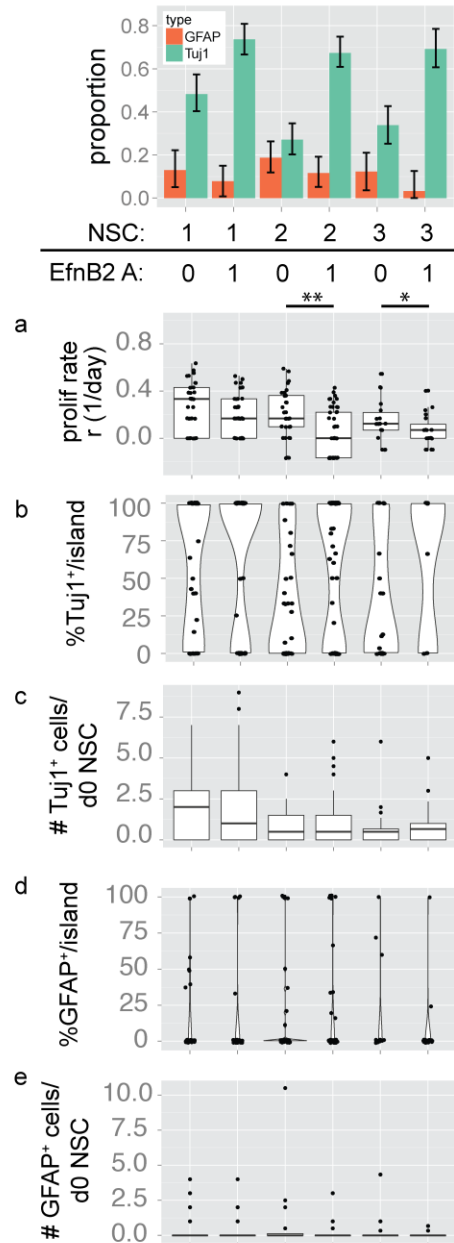 type
GFAP
Tuj1
proportion
0.8
0.6
0.4
0.2
0.0
NSC: 1 1 2 2 3 3
EfnB2 A: 0 1 0 1 0 1
** *
a
prolif rate
r (1/day)
0.8
0.4
0.0
b
%Tuj1⁺/island
100
75
50
25
0
c
# Tuj1⁺ cells/
d0 NSC
7.5
5.0
2.5
0.0
d
%GFAP⁺/island
100
75
50
25
0
e
# GFAP⁺ cells/
d0 NSC
10.0
7.5
5.0
2.5
0.0